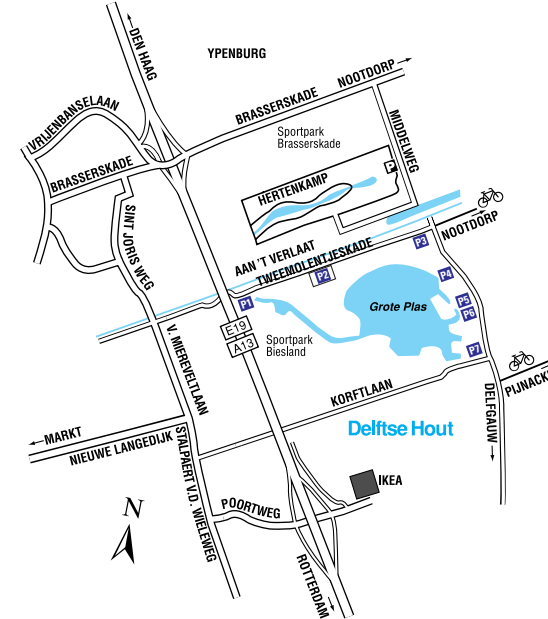 DEN HAAG
YPENBURG
NOOTDORP
BRASSERSKADE
VRIJENBANSELAAN
Sportpark
Brasserskade
MIDDELWEG
BRASSERSKADE
P
HERTENKAMP
SINT JORIS WEG
NOOTDORP
AAN 'T VERLAAT
TWEEMOLENTJESKADE
P3
P2
P4
P1
Grote Plas
P5
P6
E19
A13
Sportpark
Biesland
P7
V. MIEREVELTLAAN
KORFTLAAN
DELFGAUW
PIJNACK
MARKT
NIEUWE LANGEDIJK
Delftse Hout
STALPAERT V.D. WIELEWEG
IKEA
POORTWEG
N
ROTTERDAM